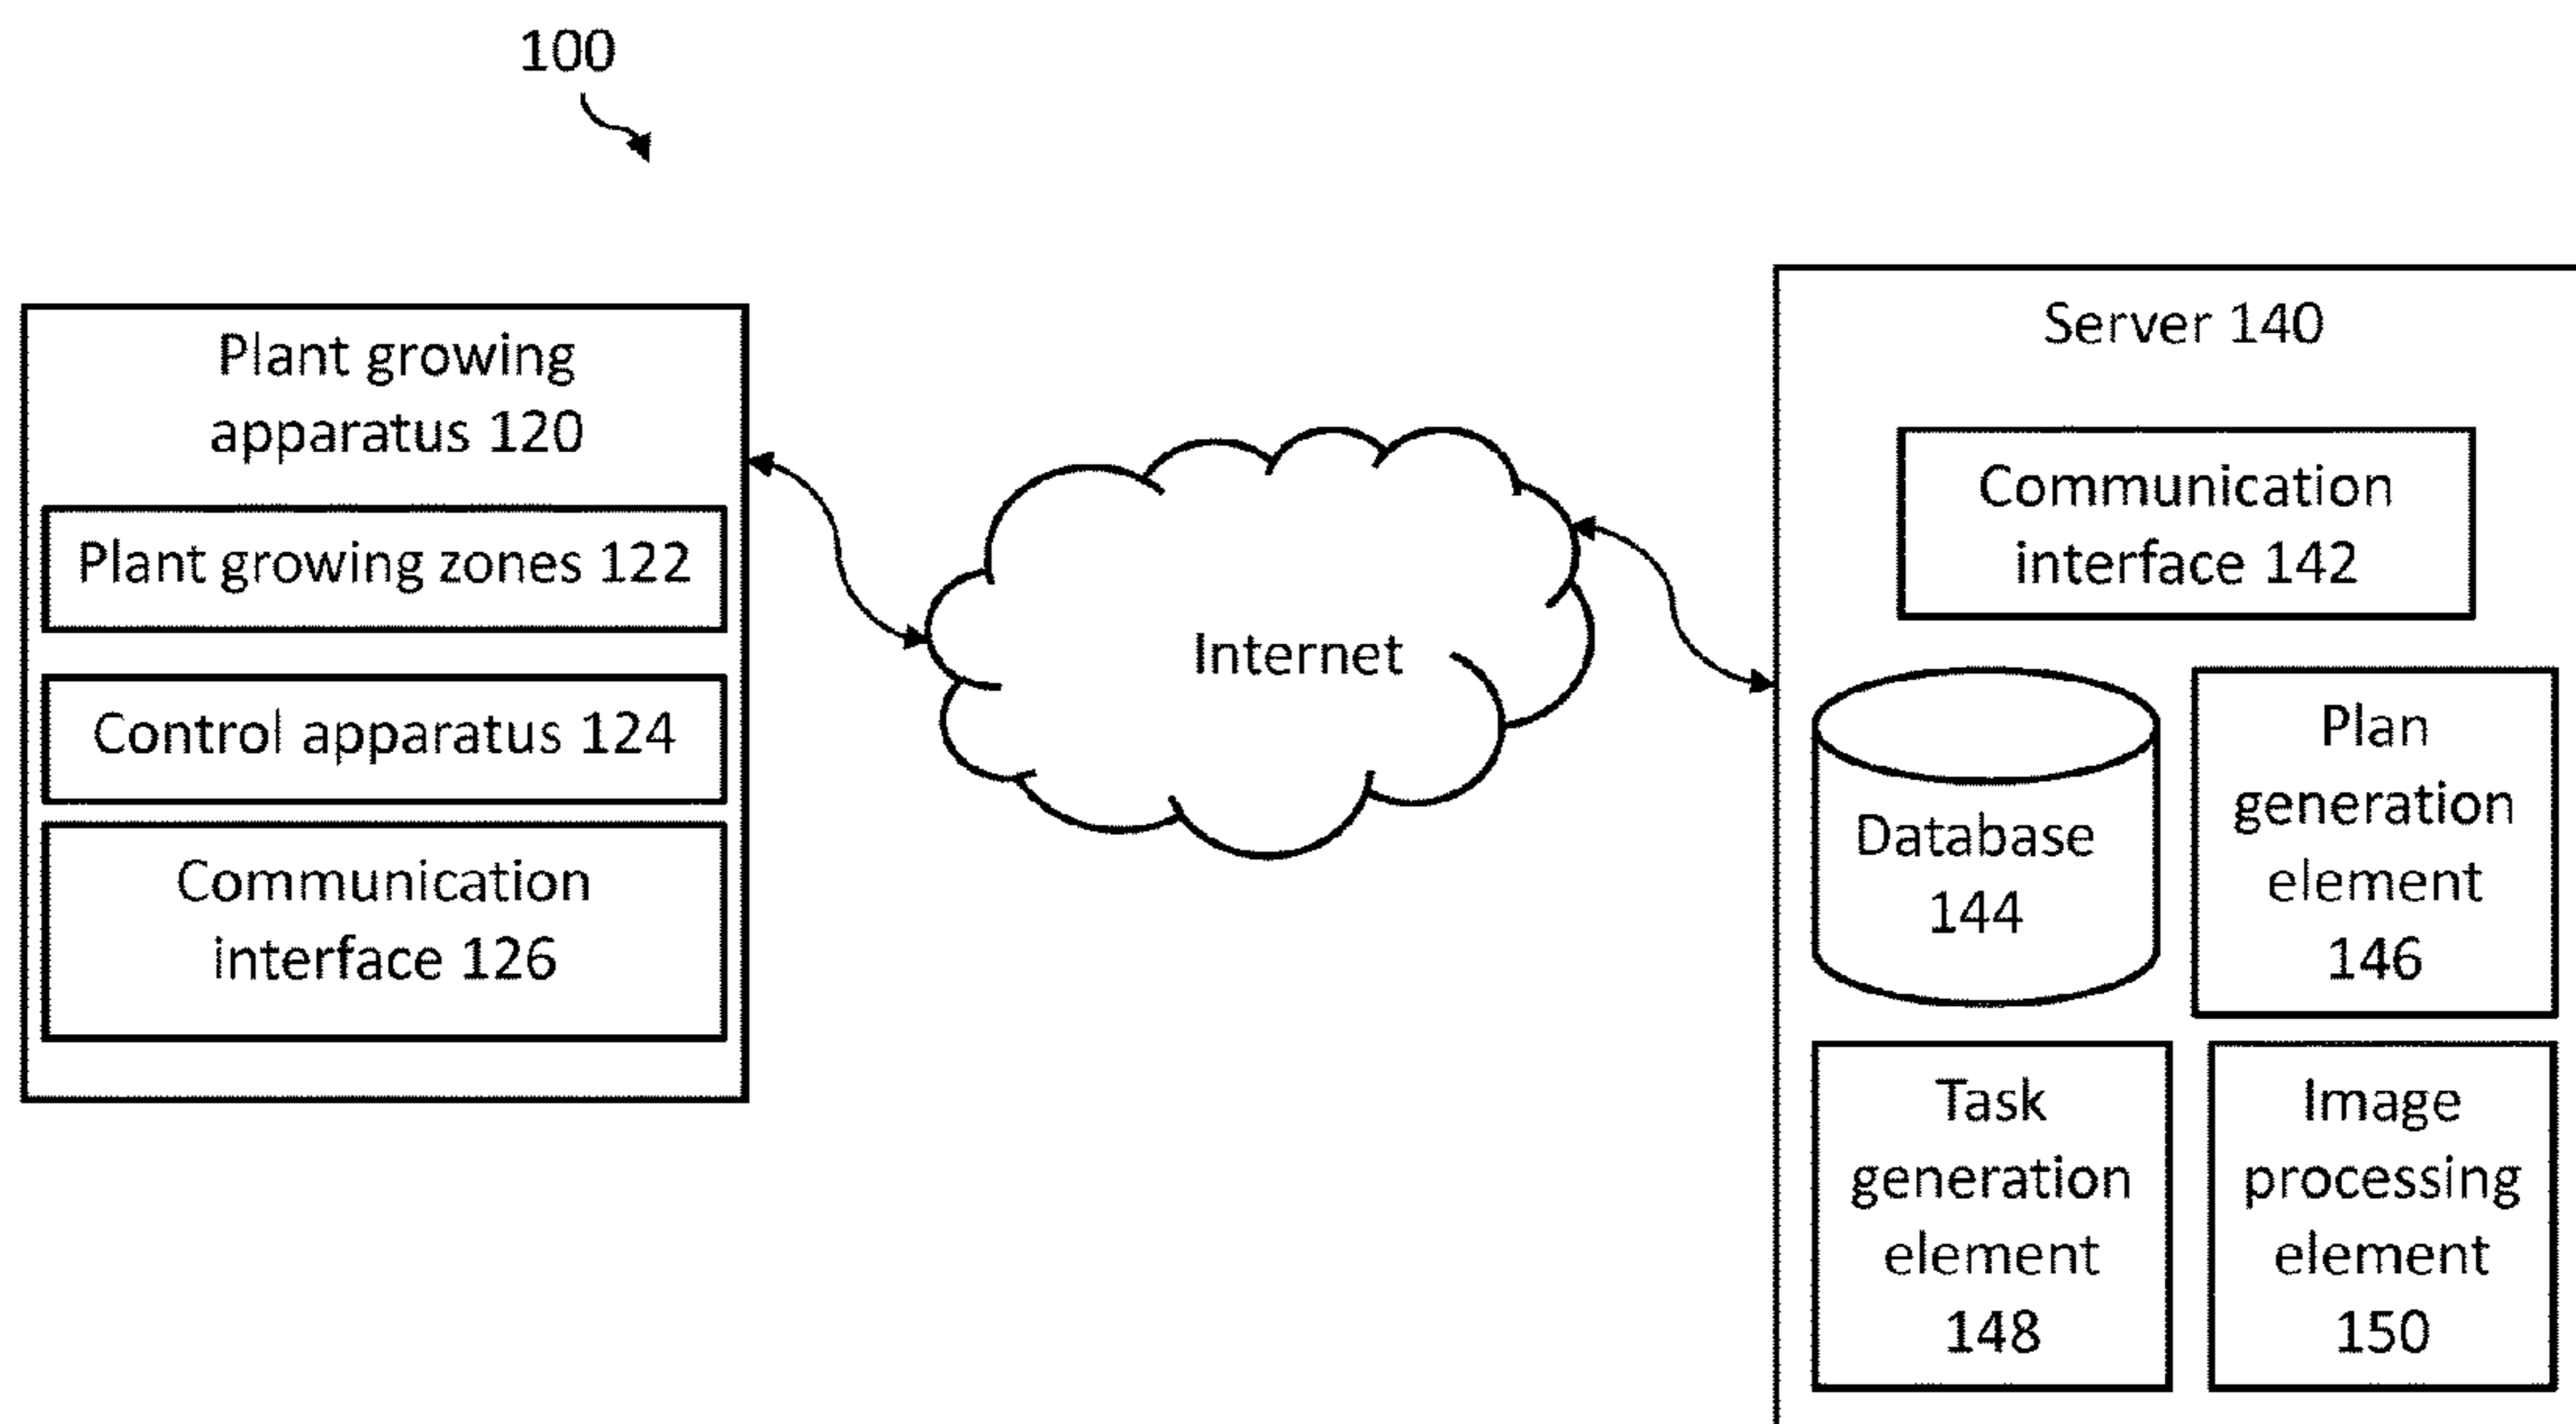 100
Plant growing
apparatus 120
Plant growing zones 122
Control apparatus 124
Communication
interface 126
Internet
Server 140
Communication
interface 142
Database
144
Plan
generation
element
146
Task
generation
element
148
Image
processing
element
150